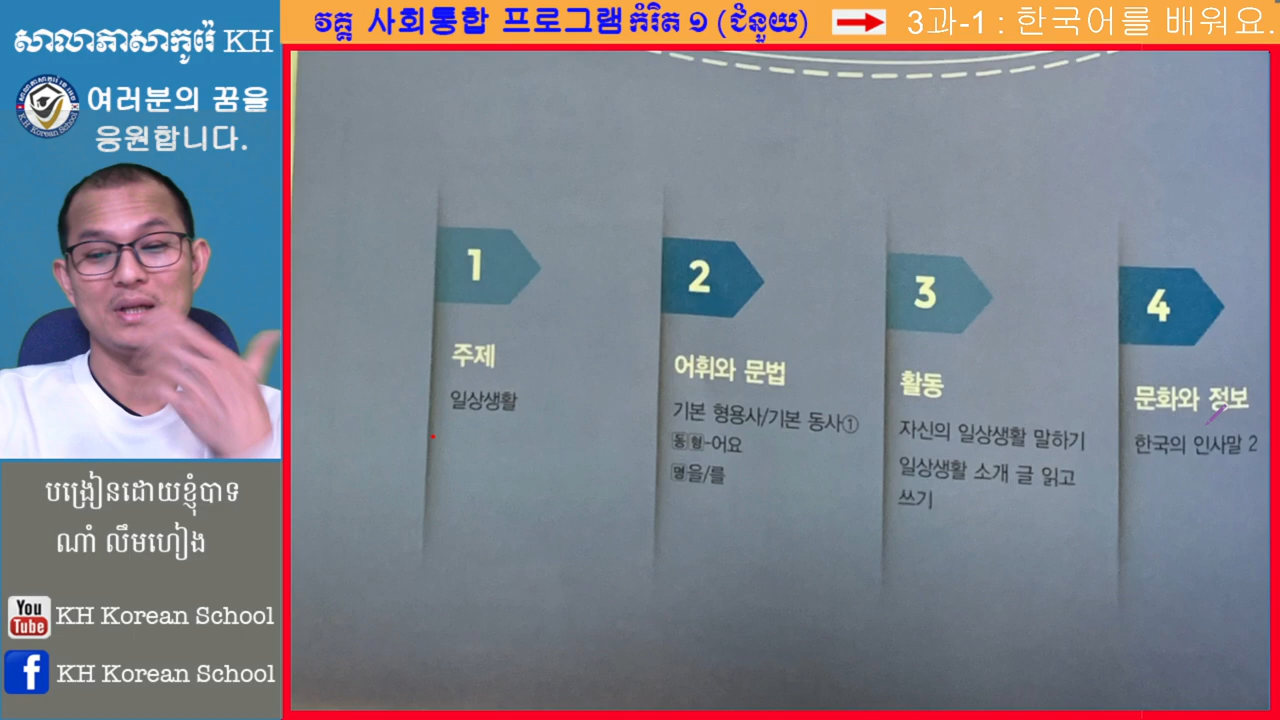 សាលាភាសាកូរ៉េ KH
여러분의 꿈을
응원합니다.
វគ្គ 사회통합 프로그램 កំរិត ១ (ជំនួយ)
3과-1 : 한국어를 배워요.
1
주제
일상생활
2
어휘와 문법
기본 형용사/기본 동사①
동형-어요
명을/를
3
활동
자신의 일상생활 말하기
일상생활 소개 글 읽고
쓰기
4
문화와 정보
한국의 인사말 2
បង្រៀនដោយខ្ញុំបាទ
ណាំ លឹមហៀង
You
Tube
KH Korean School
f
KH Korean School